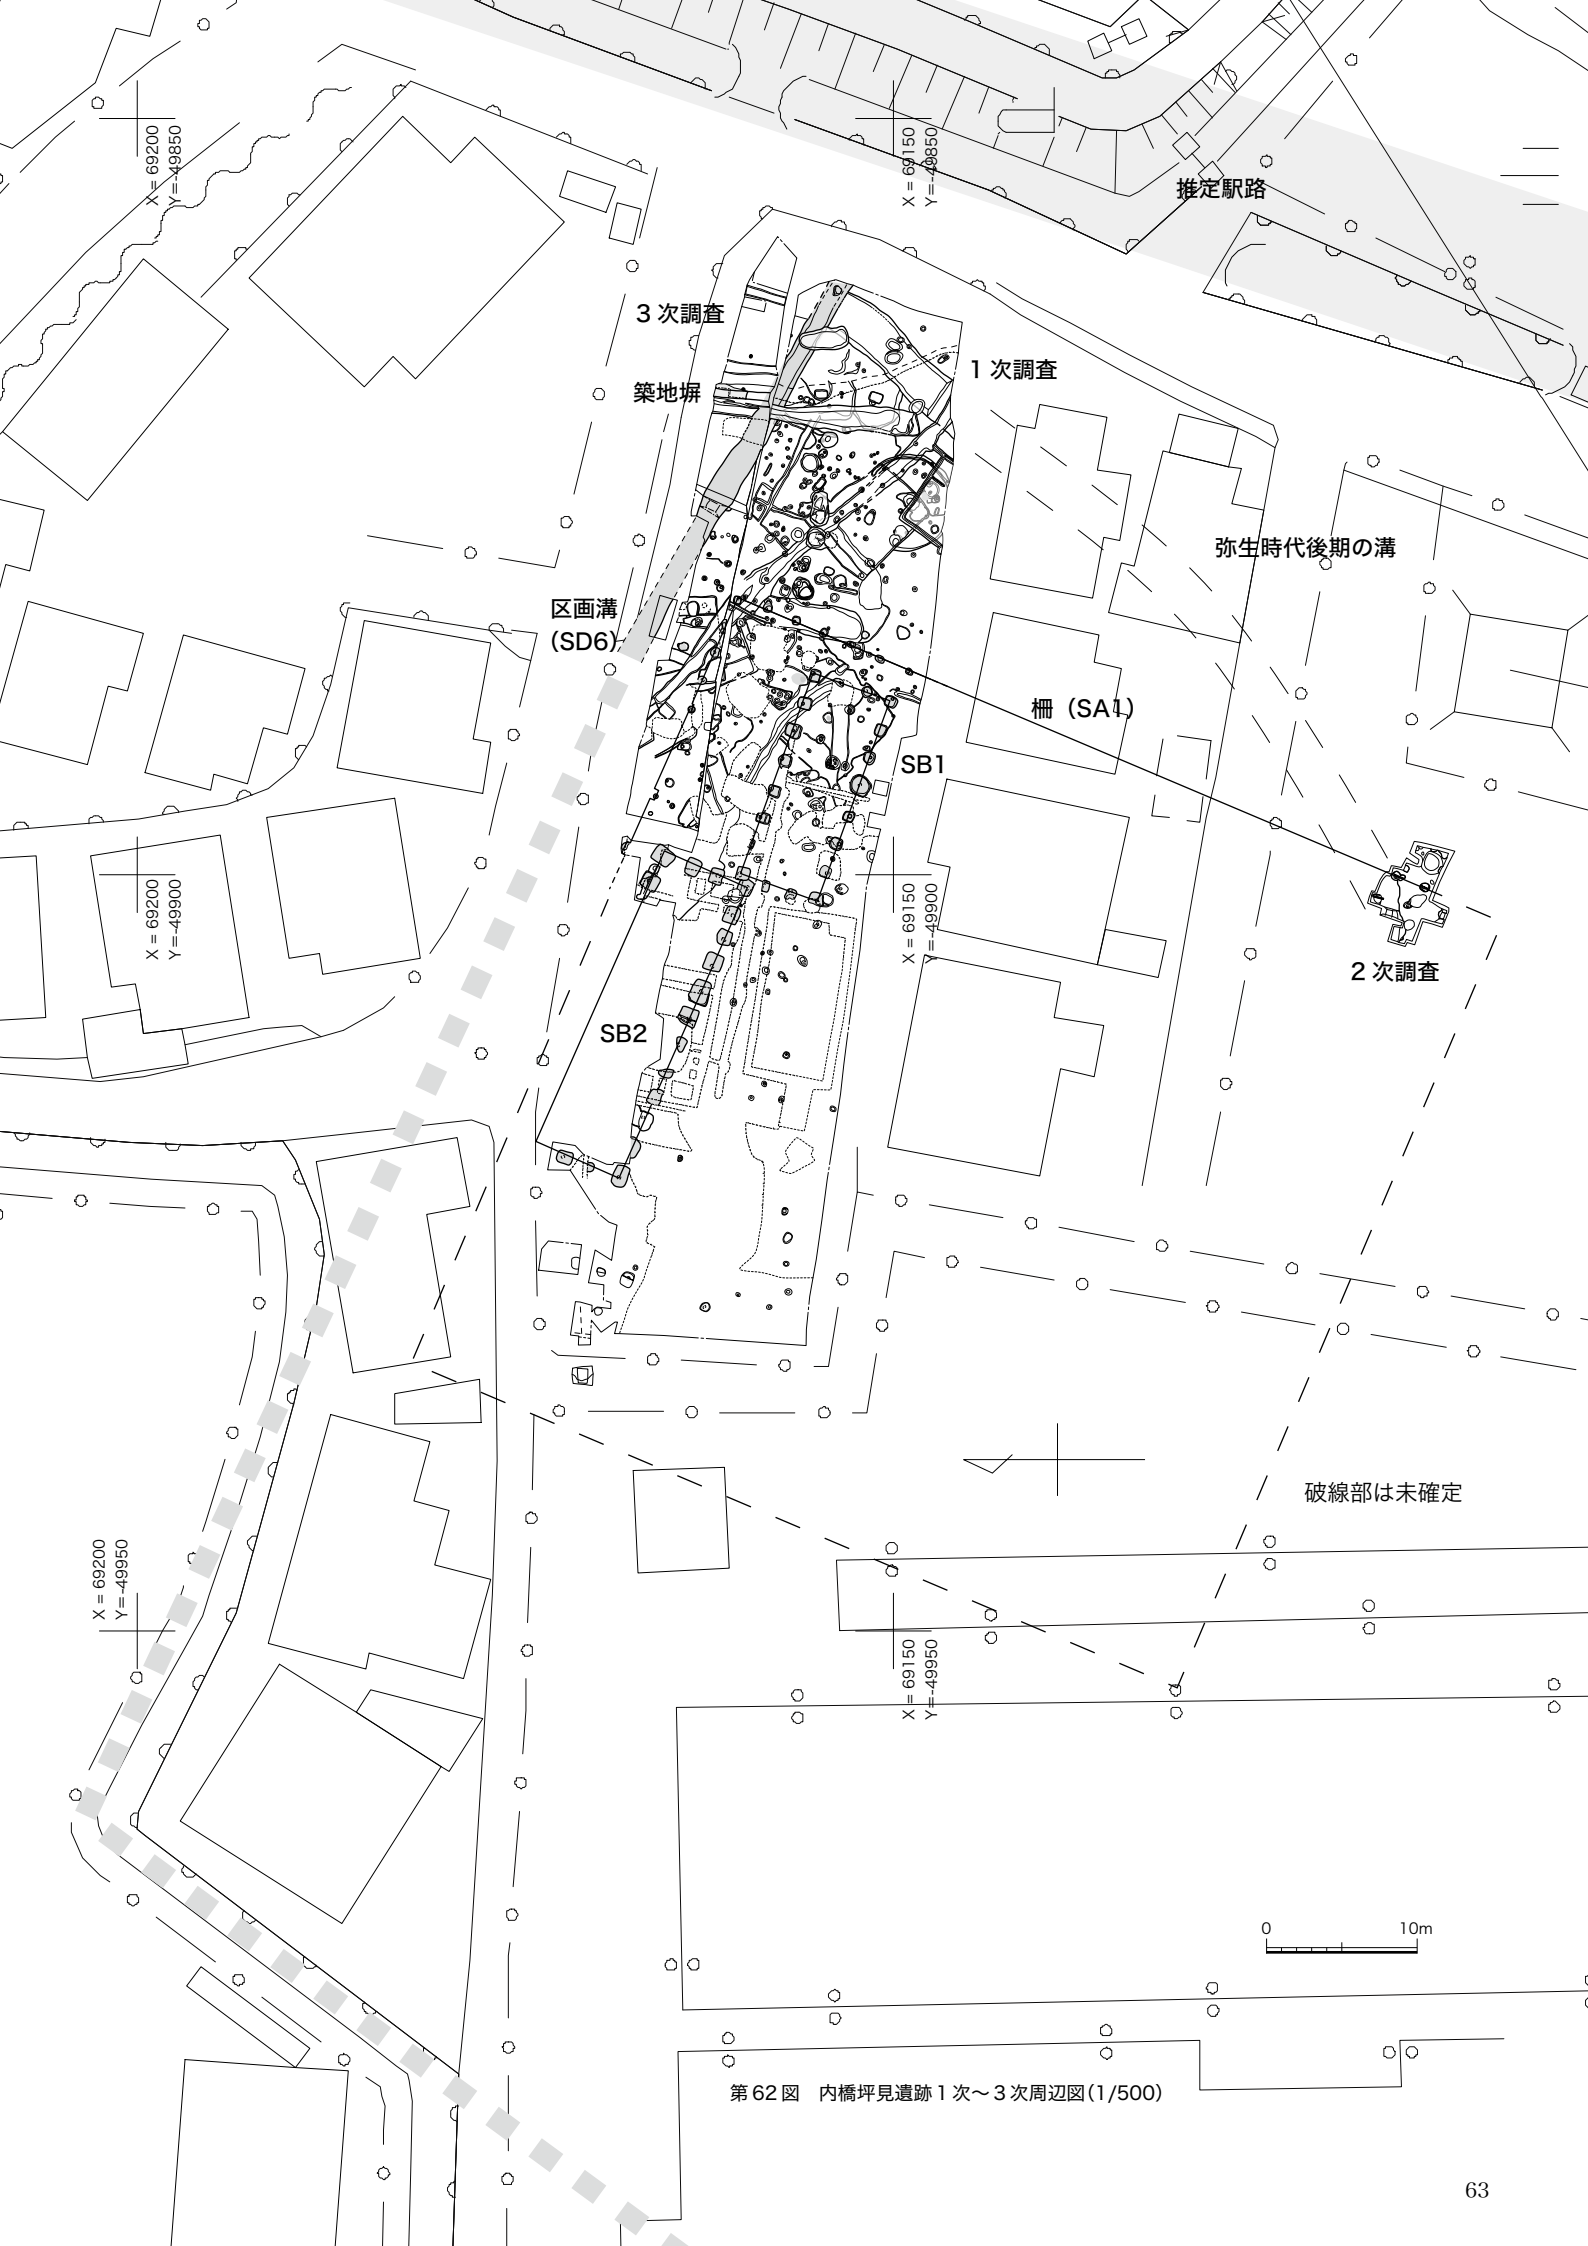 X = 69200
Y=-49850
X = 69150
Y=-49850
推定駅路
3 次調査
1 次調査
築地塀
弥生時代後期の溝
区画溝
（SD6）
柵（SA1）
SB1
X = 69200
Y=-49900
X = 69150
Y=-49900
2 次調査
SB2
破線部は未確定
X = 69200
Y=-49950
X = 69150
Y=-49950
0 10m
第 62 図　内橋坪見遺跡 1 次～ 3 次周辺図（1/500）
63